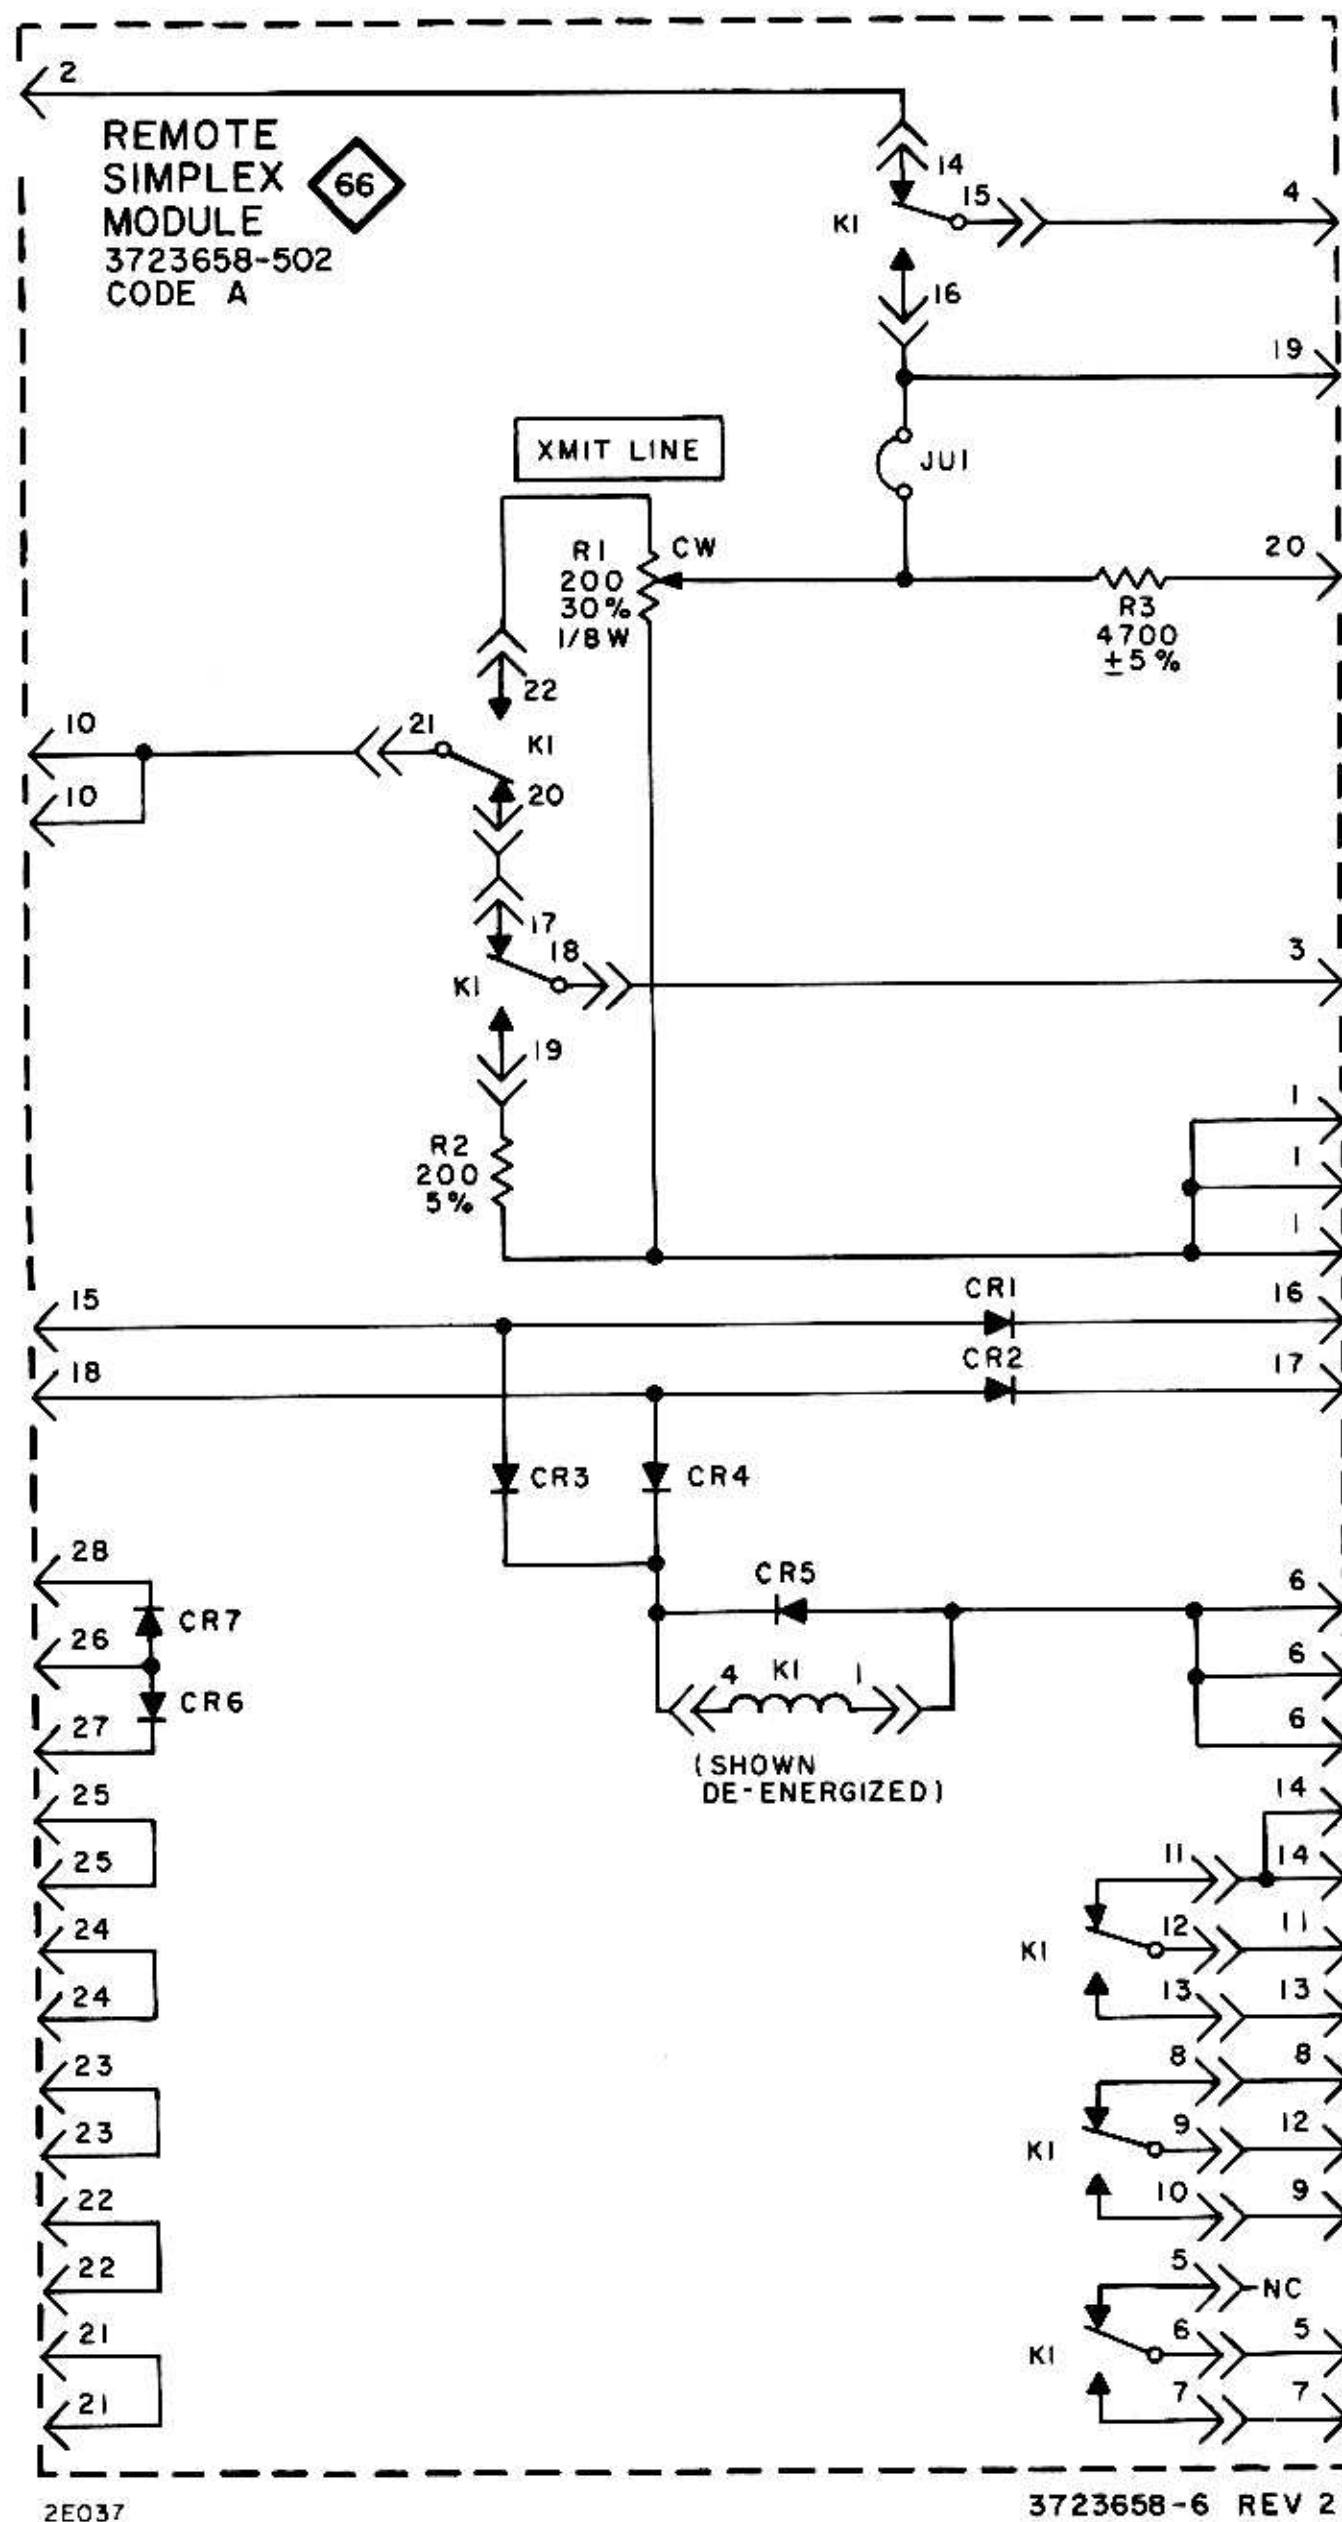 2
REMOTE
SIMPLEX
MODULE
3723658-502
CODE A
66
14
15
4
K1
16
19
XMIT LINE
JU1
R1
200
30%
1/8W
CW
20
R3
4700
±5%
22
10
21
K1
10
20
17
18
3
K1
19
R2
200
5%
1
1
1
15
CR1
16
18
CR2
17
CR3
CR4
28
CR5
6
CR7
26
4
K1
1
6
CR6
27
6
(SHOWN
DE-ENERGIZED)
25
14
25
11
14
24
K1
12
11
24
13
13
23
8
8
23
K1
9
12
22
10
9
22
5
NC
21
K1
6
5
21
7
7
2E037
3723658-6 REV 2